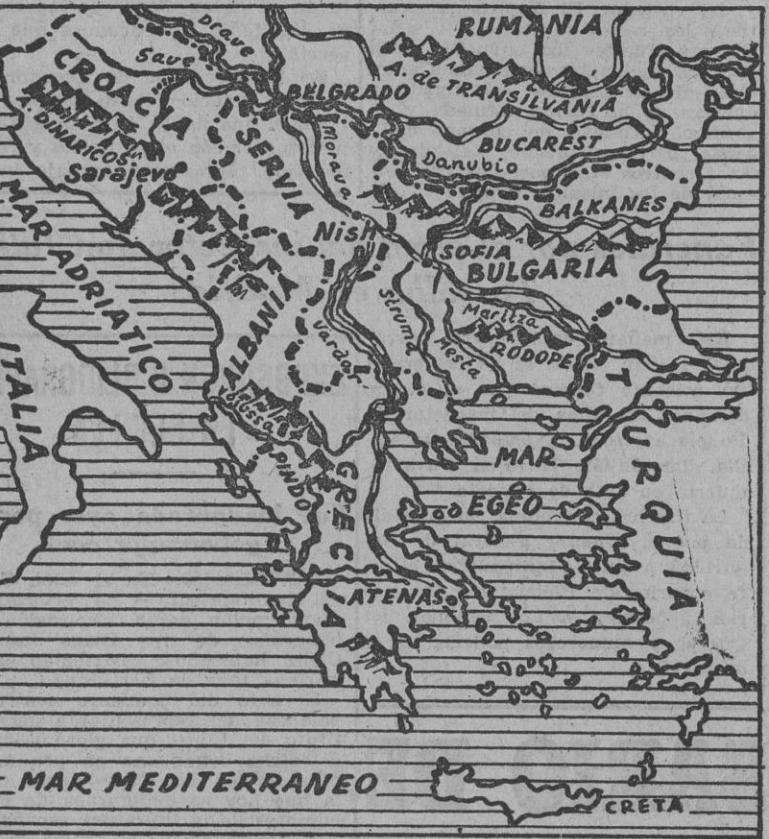 RUMANIA
Drave
Save
A. de TRANSILVANIA
CROACIA
BELGRADO
A. DINARICOS
SERVIA
Morava
BUCAREST
Danubio
Sarajevo
BALKANES
MAR ADRIATICO
Nish
SOFIA
BULGARIA
ALBANIA
Vardar
Struma
Maritza
Mesta
RODOPE
ITALIA
TURQUIA
PINDO
GRECIA
MAR
EGEO
ATENAS
MAR MEDITERRANEO
CRETA